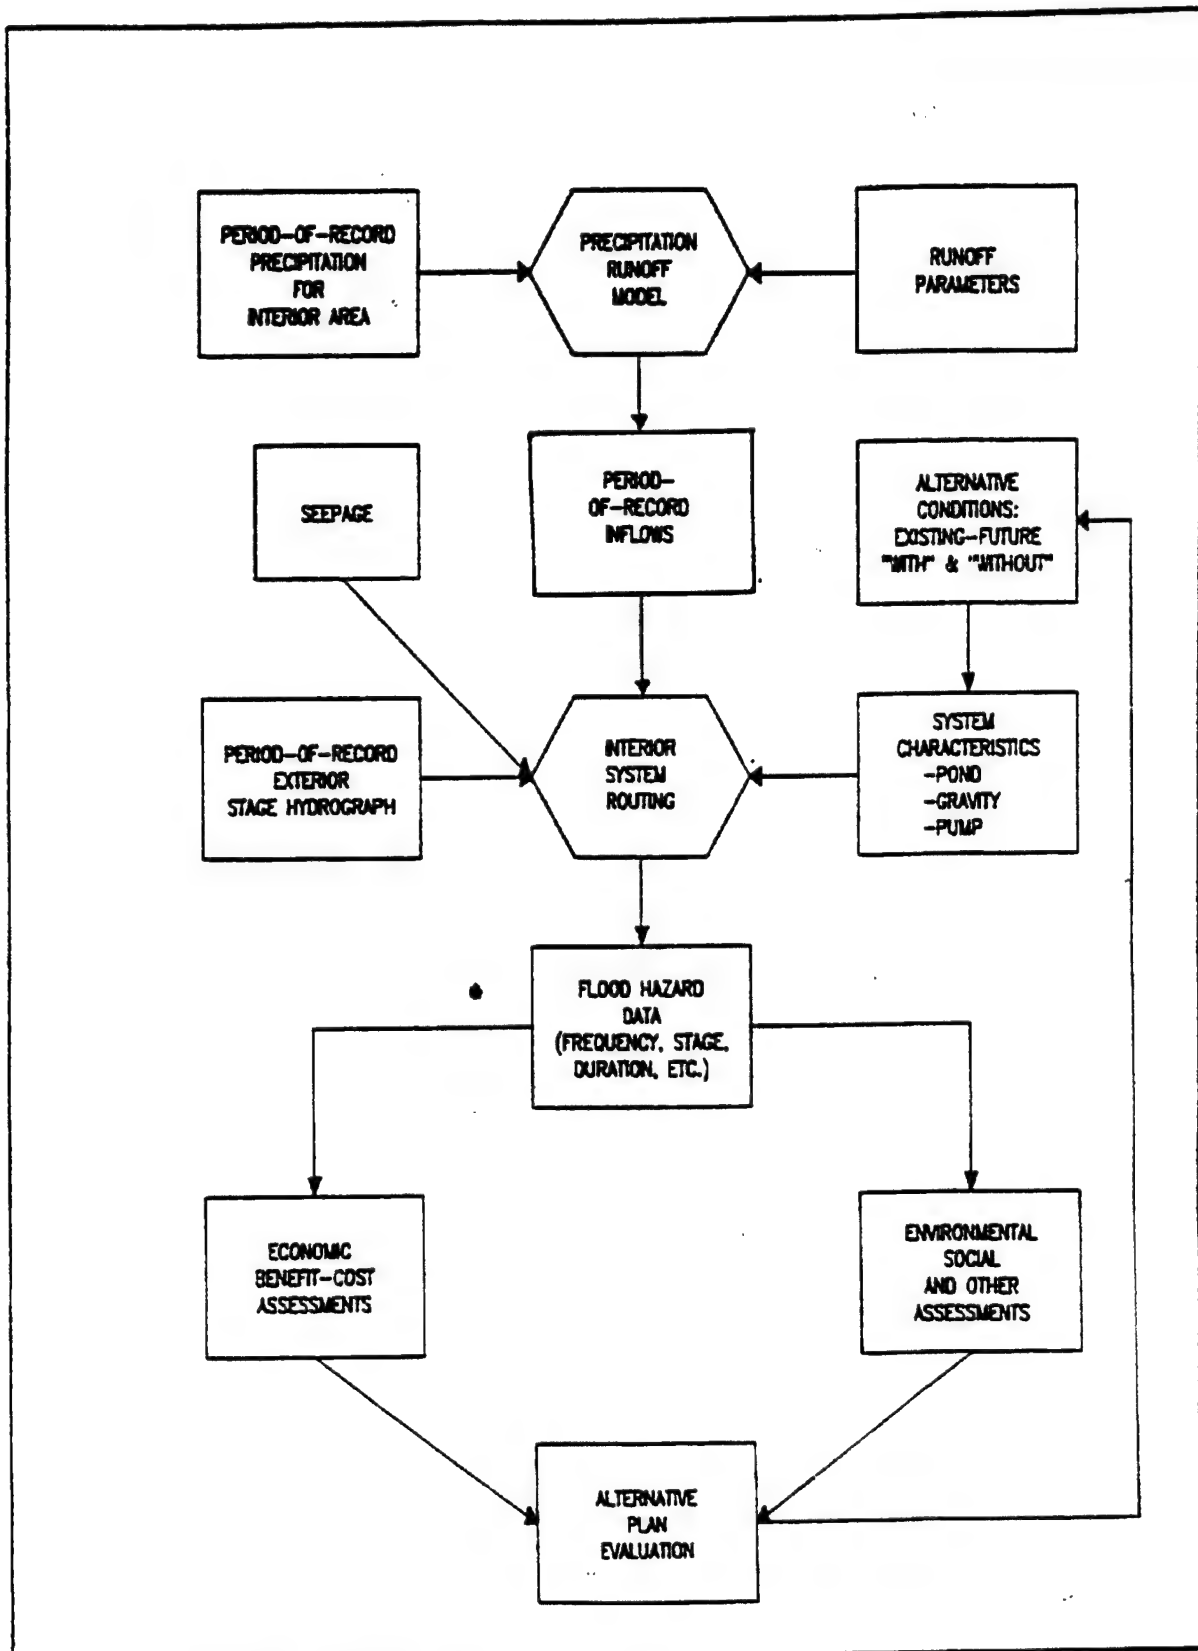 PERIOD-OF-RECORD
PRECIPITATION
FOR
INTERIOR AREA
PRECIPITATION
RUNOFF
MODEL
RUNOFF
PARAMETERS
SEEPAGE
PERIOD-
OF-RECORD
INFLOWS
ALTERNATIVE
CONDITIONS:
EXISTING-FUTURE
"WITH" & "WITHOUT"
PERIOD-OF-RECORD
EXTERIOR
STAGE HYDROGRAPH
INTERIOR
SYSTEM
ROUTING
SYSTEM
CHARACTERISTICS
-POND
-GRAVITY
-PUMP
FLOOD HAZARD
DATA
(FREQUENCY, STAGE,
DURATION, ETC.)
ECONOMIC
BENEFIT-COST
ASSESSMENTS
ENVIRONMENTAL
SOCIAL
AND OTHER
ASSESSMENTS
ALTERNATIVE
PLAN
EVALUATION